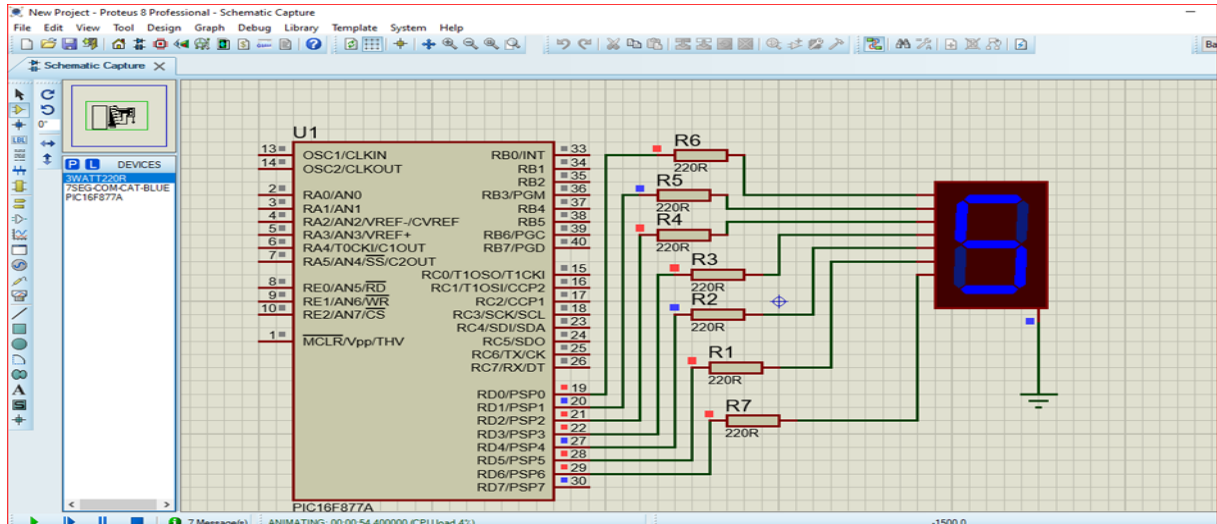 New Project - Proteus 8 Professional - Schematic Capture
File Edit View Tool Design Graph Debug Library Template System Help
Ba
Schematic Capture
0°
P L DEVICES
3WATT220R
7SEG-COM-CAT-BLUE
PIC16F877A
LBL
A
S
U1
13 OSC1/CLKIN RB0/INT 33
14 OSC2/CLKOUT RB1 34
RB2 35
2 RA0/AN0 RB3/PGM 36
3 RA1/AN1 RB4 37
4 RA2/AN2/VREF-/CVREF RB5 38
5 RA3/AN3/VREF+ RB6/PGC 39
6 RA4/T0CKI/C1OUT RB7/PGD 40
7 RA5/AN4/SS/C2OUT
RC0/T1OSO/T1CKI 15
8 RE0/AN5/RD RC1/T1OSI/CCP2 16
9 RE1/AN6/WR RC2/CCP1 17
10 RE2/AN7/CS RC3/SCK/SCL 18
RC4/SDI/SDA 23
1 MCLR/Vpp/THV RC5/SDO 24
RC6/TX/CK 25
RC7/RX/DT 26
RD0/PSP0 19
RD1/PSP1 20
RD2/PSP2 21
RD3/PSP3 22
RD4/PSP4 27
RD5/PSP5 28
RD6/PSP6 29
RD7/PSP7 30
PIC16F877A
R6
220R
R5
220R
R4
220R
R3
220R
R2
220R
R1
220R
R7
220R
6
7 Message(s) ANIMATING: 00:00:54.400000 (CPU load 4%) -1500.0